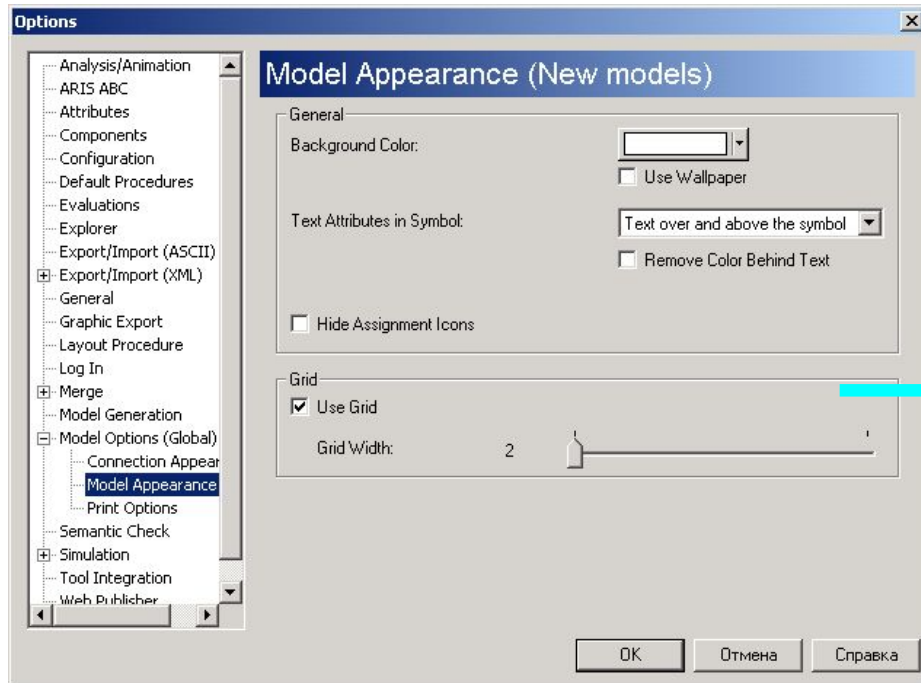 Options
Analysis/Animation
ARIS ABC
Attributes
Components
Configuration
Default Procedures
Evaluations
Explorer
Export/Import (ASCII)
Export/Import (XML)
General
Graphic Export
Layout Procedure
Log In
Merge
Model Generation
Model Options (Global)
Connection Appear
Model Appearance
Print Options
Semantic Check
Simulation
Tool Integration
Web Publisher
Model Appearance (New models)
General
Background Color:
Use Wallpaper
Text Attributes in Symbol:
Text over and above the symbol
Remove Color Behind Text
Hide Assignment Icons
Grid
Use Grid
Grid Width:
2
OK
Отмена
Справка